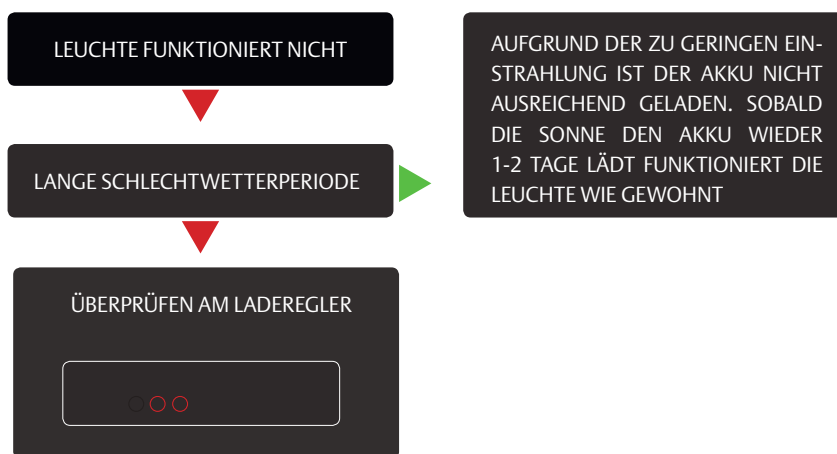 LEUCHTE FUNKTIONIERT NICHT
AUFGRUND DER ZU GERINGEN EIN-
STRAHLUNG IST DER AKKU NICHT
AUSREICHEND GELADEN. SOBALD
DIE SONNE DEN AKKU WIEDER
1-2 TAGE LÄDT FUNKTIONIERT DIE
LEUCHTE WIE GEWOHNT
LANGE SCHLECHTWETTERPERIODE
ÜBERPRÜFEN AM LADEREGLER